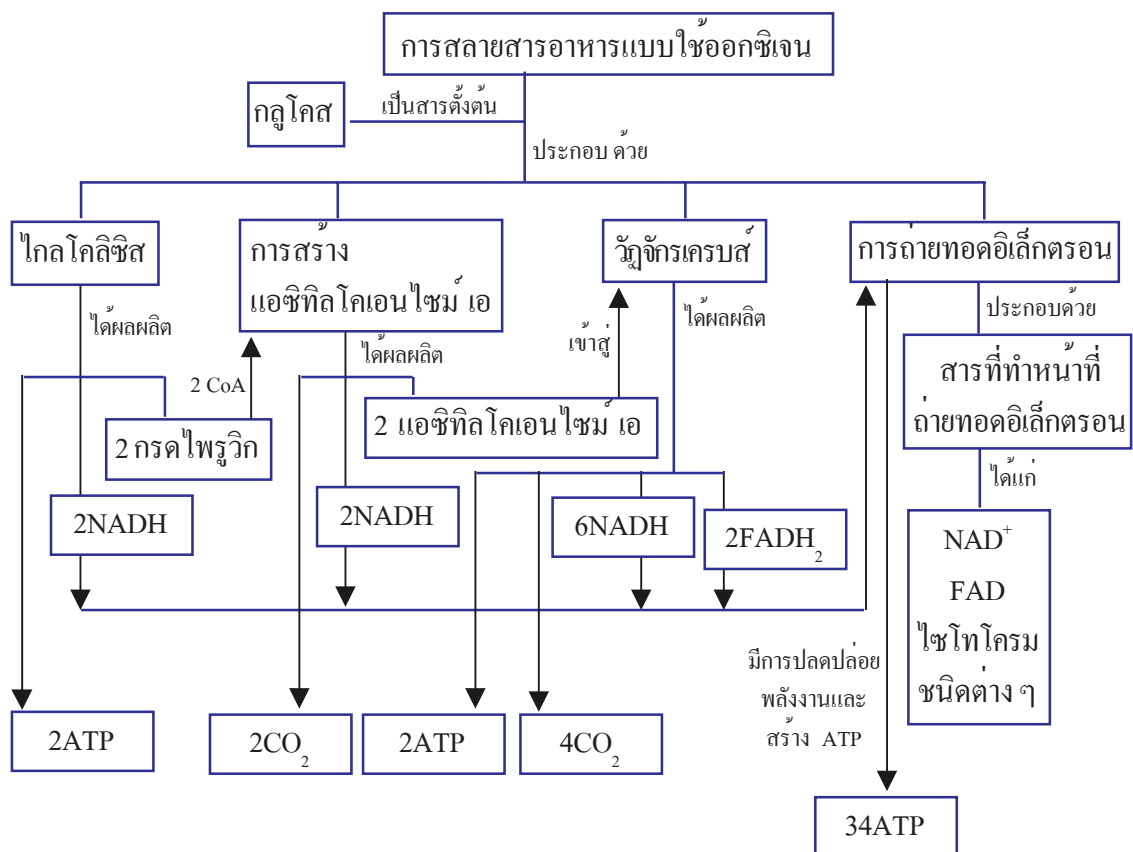 การสลายสารอาหารแบบใช้ออกซิเจน
กลูโคส
เป็นสารตั้งต้น
ประกอบ ด้วย
ไกลโคลิซิส
การสร้าง
แอซิทิลโคเอนไซม์ เอ
วัฏจักรเครบส์
การถ่ายทอดอิเล็กตรอน
ได้ผลผลิต
2 CoA
ได้ผลผลิต
เข้าสู่
ได้ผลผลิต
ประกอบด้วย
สารที่ทำหน้าที่
ถ่ายทอดอิเล็กตรอน
2 กรดไพรูวิก
2 แอซิทิลโคเอนไซม์ เอ
ได้แก่
2NADH
2NADH
6NADH
2FADH₂
NAD⁺
FAD
ไซโทโครม
ชนิดต่าง ๆ
มีการปลดปล่อย
พลังงานและ
สร้าง ATP
2ATP
2CO₂
2ATP
4CO₂
34ATP